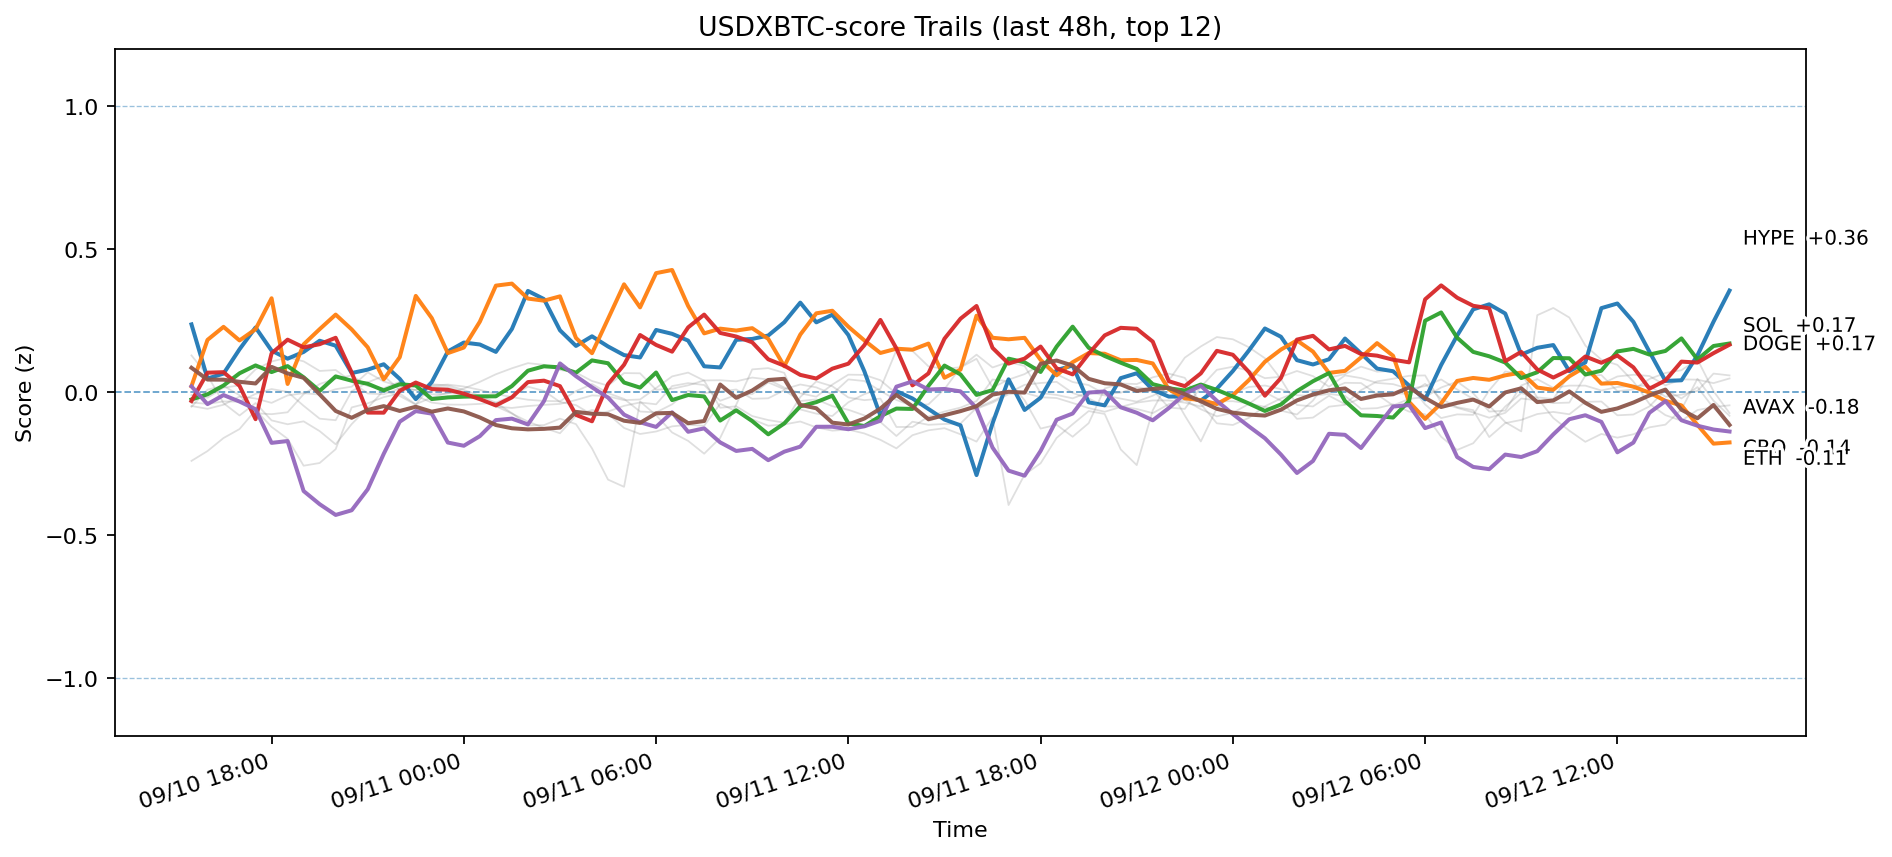 USDXBTC-score Trails (last 48h, top 12)
Score (z)
1.0
0.5
0.0
−0.5
−1.0
HYPE +0.36
SOL +0.17
DOGE +0.17
AVAX -0.18
CRO -0.14
ETH -0.11
09/10 18:00
09/11 00:00
09/11 06:00
09/11 12:00
09/11 18:00
09/12 00:00
09/12 06:00
09/12 12:00
Time